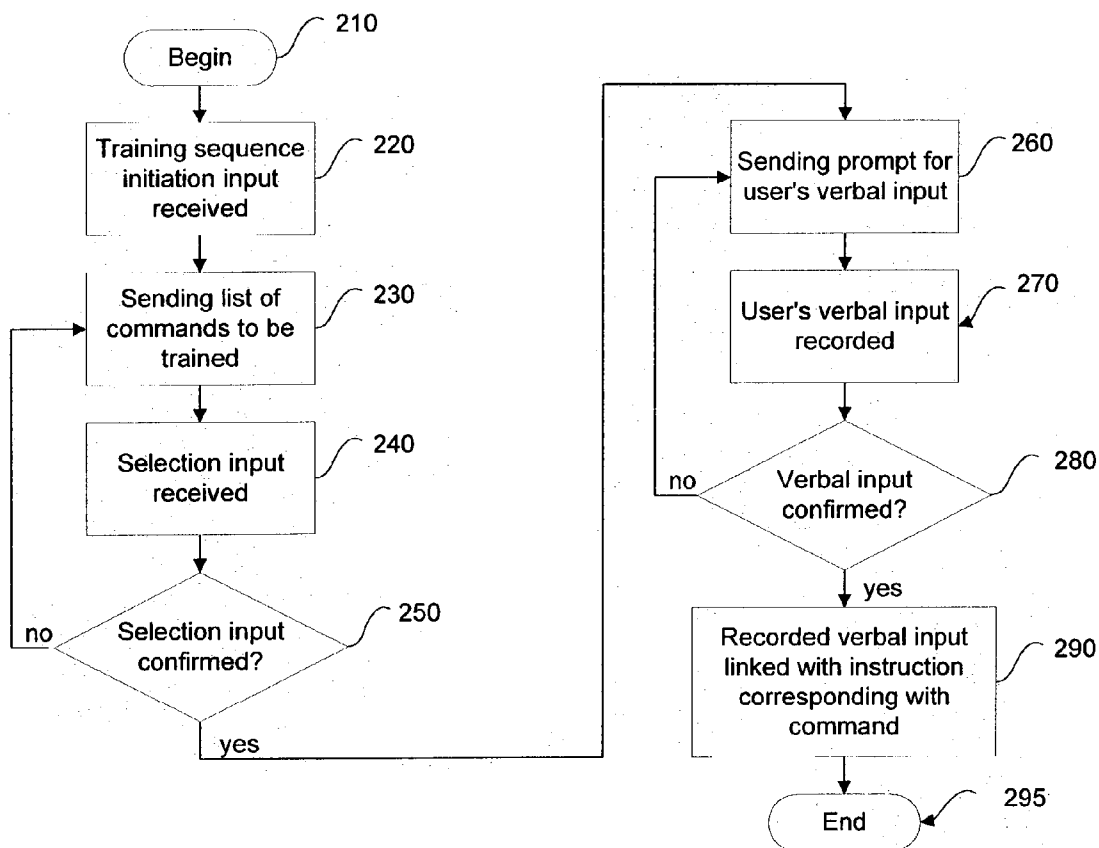 Begin
210
Training sequence
initiation input
received
220
Sending list of
commands to be
trained
230
Selection input
received
240
Selection input
confirmed?
250
no
yes
Sending prompt for
user's verbal input
260
User's verbal input
recorded
270
Verbal input
confirmed?
280
no
yes
Recorded verbal input
linked with instruction
corresponding with
command
290
End
295